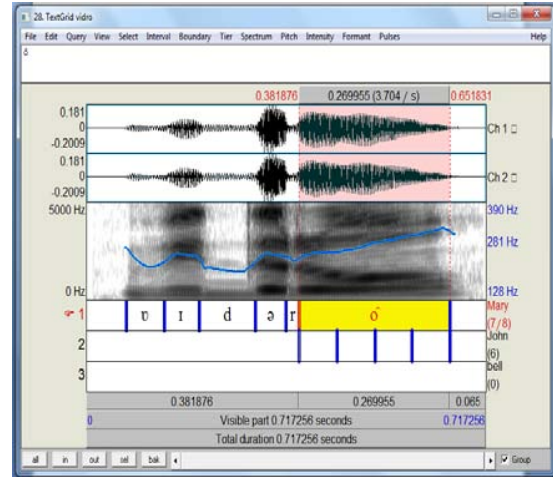 28. TextGrid vidro
File Edit Query View Select Interval Boundary Tier Spectrum Pitch Intensity Formant Pulses Help
ố
0.381876 0.269955 (3.704 / s) 0.651831
0.181
0
-0.2009
Ch 1
0.181
0
-0.2009
Ch 2
5000 Hz 390 Hz
281 Hz
0 Hz 128 Hz
1 ʋ ɪ d ə r Mary
(7/8)
2 John
(6)
3 bell
(0)
0.381876 0.269955 0.065
0 Visible part 0.717256 seconds 0.717256
Total duration 0.717256 seconds
all in out sel bak Group